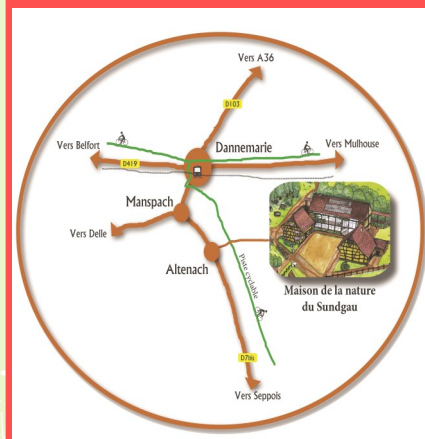 Vers A36
D103
Dannemarie
Vers Belfort
Vers Mulhouse
D419
Manspach
Vers Delle
Altenach
Piste cyclable
Maison de la nature
du Sundgau
D7bis
Vers Seppois